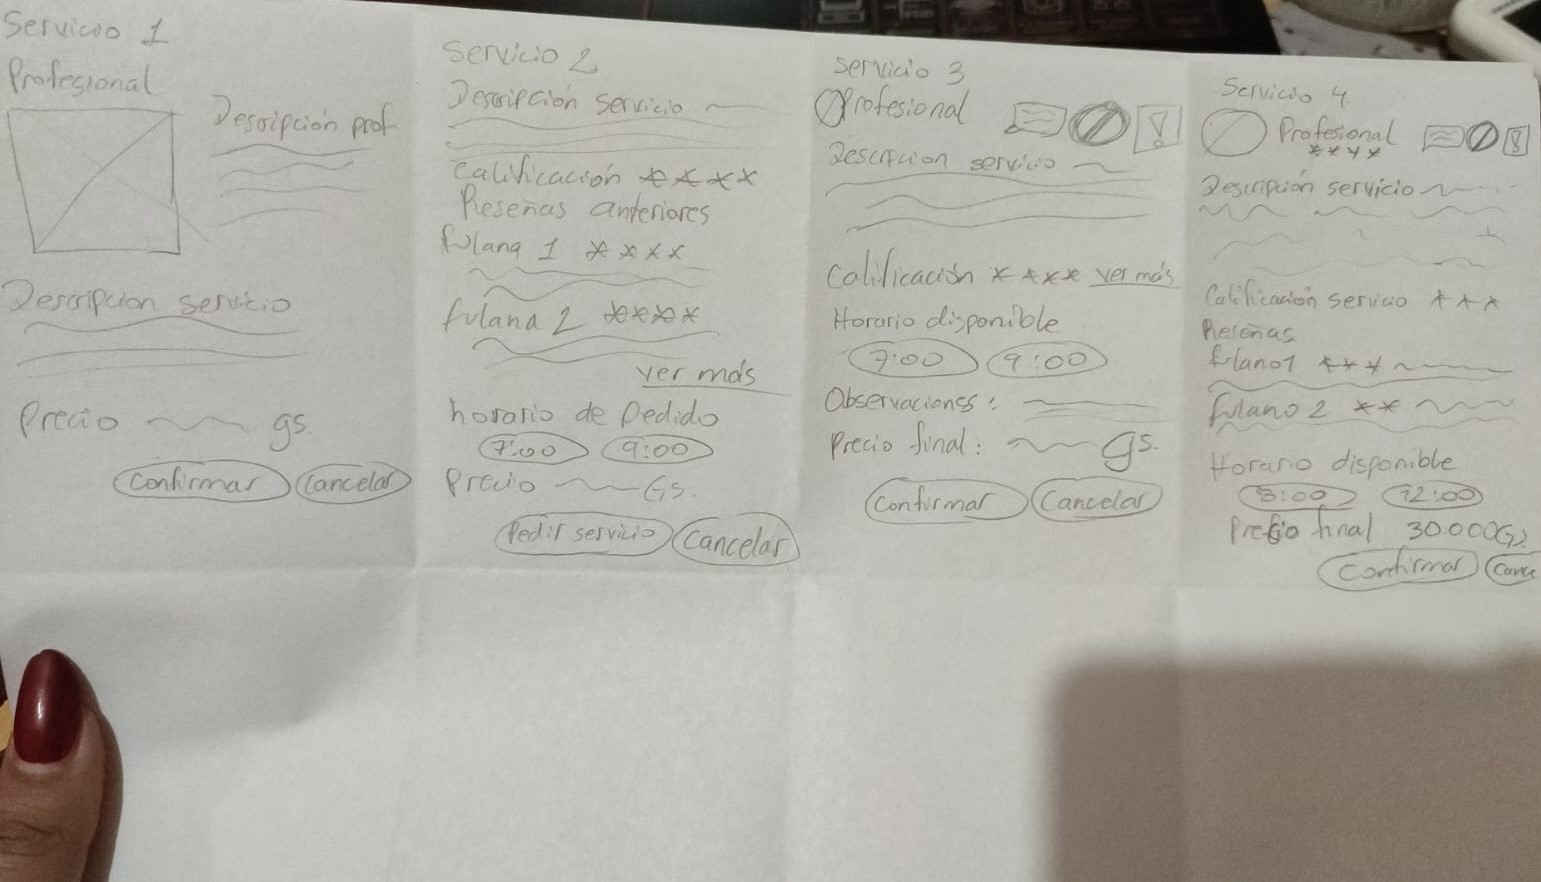 Servicio 1
Profesional
Descripción prof
Descripcion servicio
Precio gs.
Confirmar Cancelar
Servicio 2
Descripción servicio
Calificación ****
Reseñas anteriores
fulana 1 ****
fulana 2 ****
ver más
horario de Pedido
7:00 9:00
Precio Gs.
Pedir servicio Cancelar
Servicio 3
Profesional
Descripcion servicio
Calificación **** ver más
Horario disponible
7:00 9:00
Observaciones:
Precio final: gs.
Confirmar Cancelar
Servicio 4
Profesional
****
Descripción servicio
Calificación servicio ***
Reseñas
fulano 1 ***
fulano 2 **
Horario disponible
8:00 12:00
Precio final 30.000Gs
Confirmar Cance